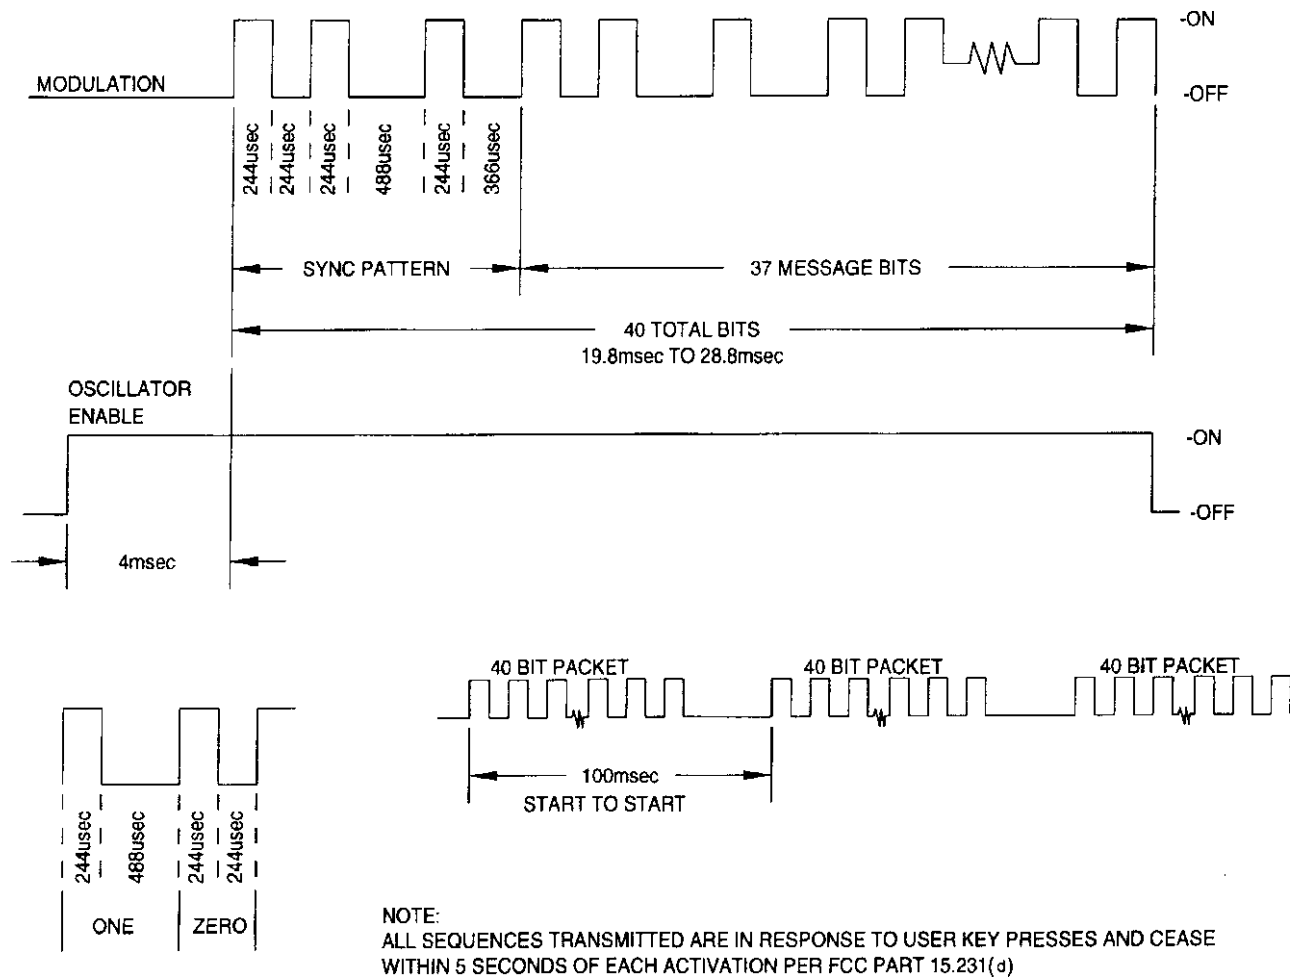 -ON
MODULATION
-OFF
244usec
244usec
244usec
488usec
244usec
366usec
SYNC PATTERN
37 MESSAGE BITS
40 TOTAL BITS
19.8msec TO 28.8msec
OSCILLATOR
ENABLE
-ON
-OFF
4msec
40 BIT PACKET
40 BIT PACKET
40 BIT PACKET
100msec
START TO START
244usec
488usec
244usec
244usec
ONE
ZERO
NOTE:
ALL SEQUENCES TRANSMITTED ARE IN RESPONSE TO USER KEY PRESSES AND CEASE
WITHIN 5 SECONDS OF EACH ACTIVATION PER FCC PART 15.231(d)